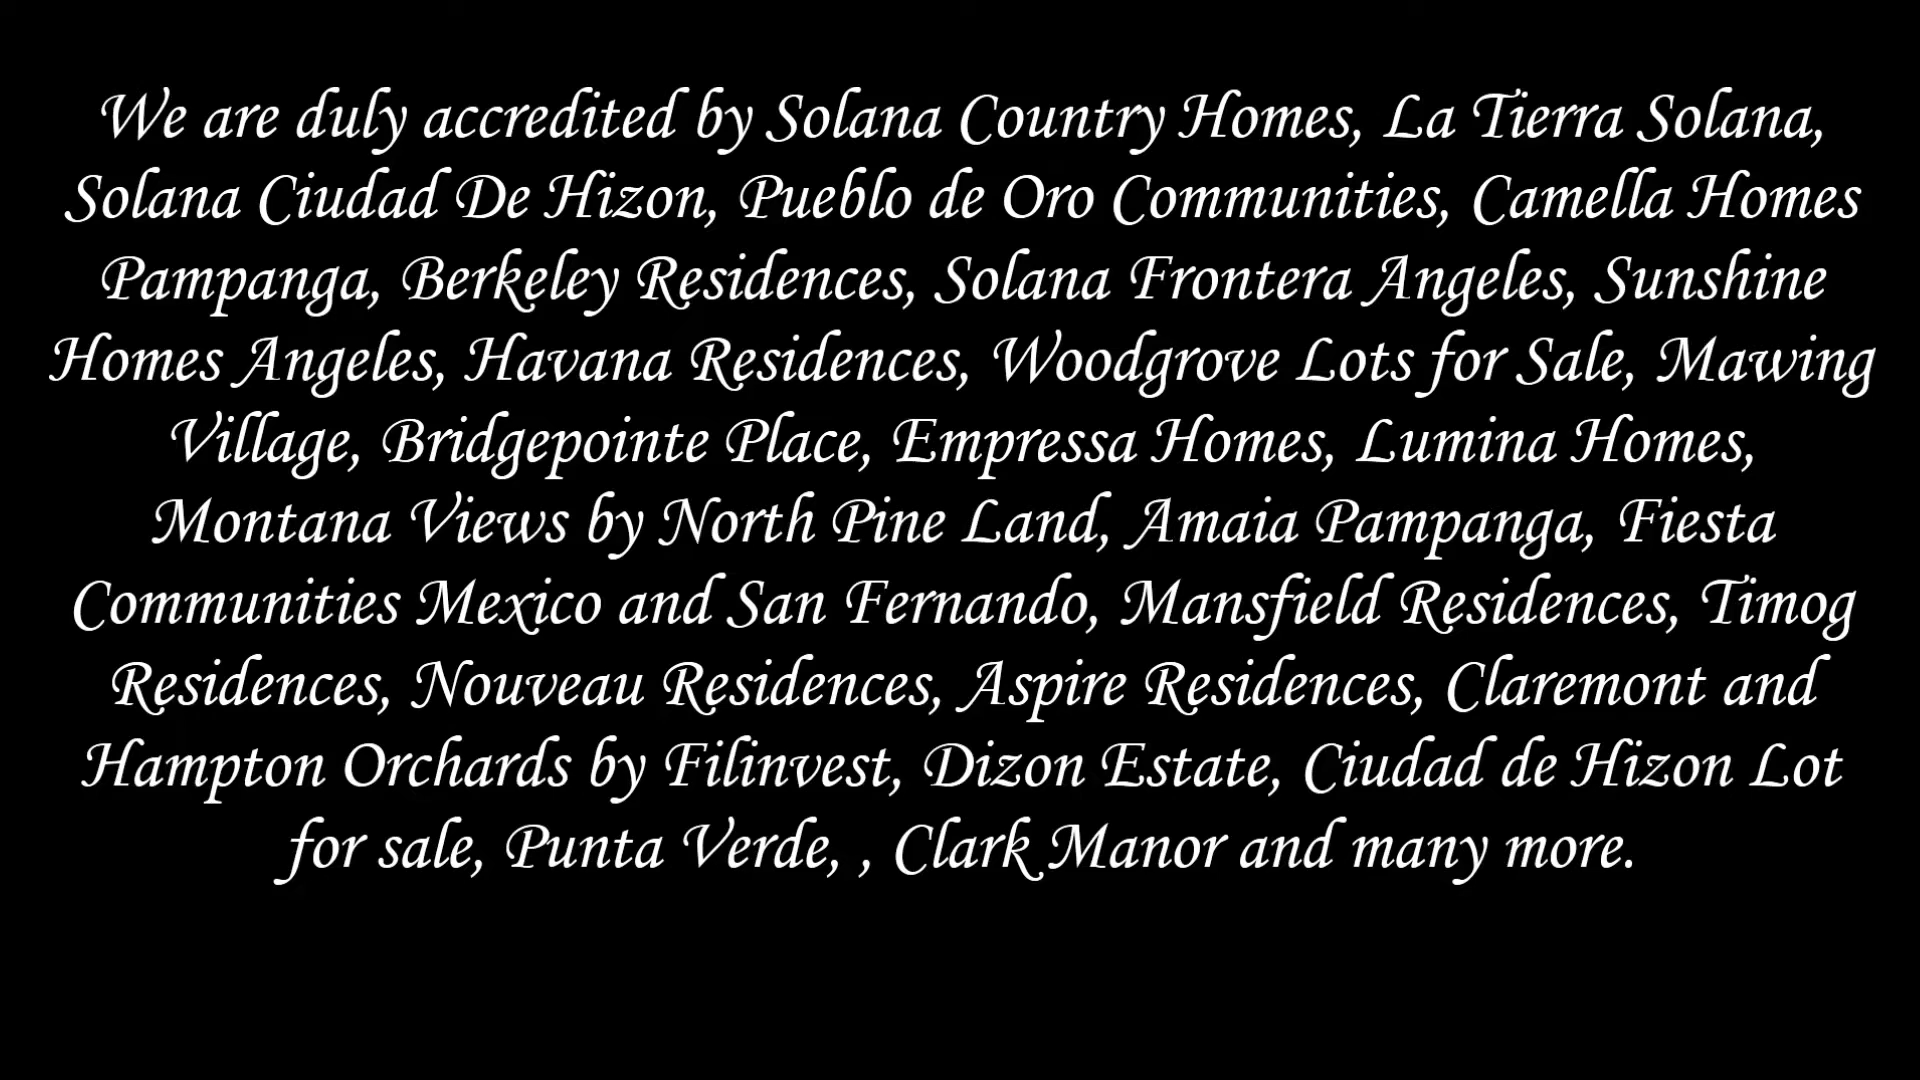 We are duly accredited by Solana Country Homes, La Tierra Solana,
Solana Ciudad De Hizon, Pueblo de Oro Communities, Camella Homes
Pampanga, Berkeley Residences, Solana Frontera Angeles, Sunshine
Homes Angeles, Havana Residences, Woodgrove Lots for Sale, Mawing
Village, Bridgepointe Place, Empressa Homes, Lumina Homes,
Montana Views by North Pine Land, Amaia Pampanga, Fiesta
Communities Mexico and San Fernando, Mansfield Residences, Timog
Residences, Nouveau Residences, Aspire Residences, Claremont and
Hampton Orchards by Filinvest, Dizon Estate, Ciudad de Hizon Lot
for sale, Punta Verde, , Clark Manor and many more.